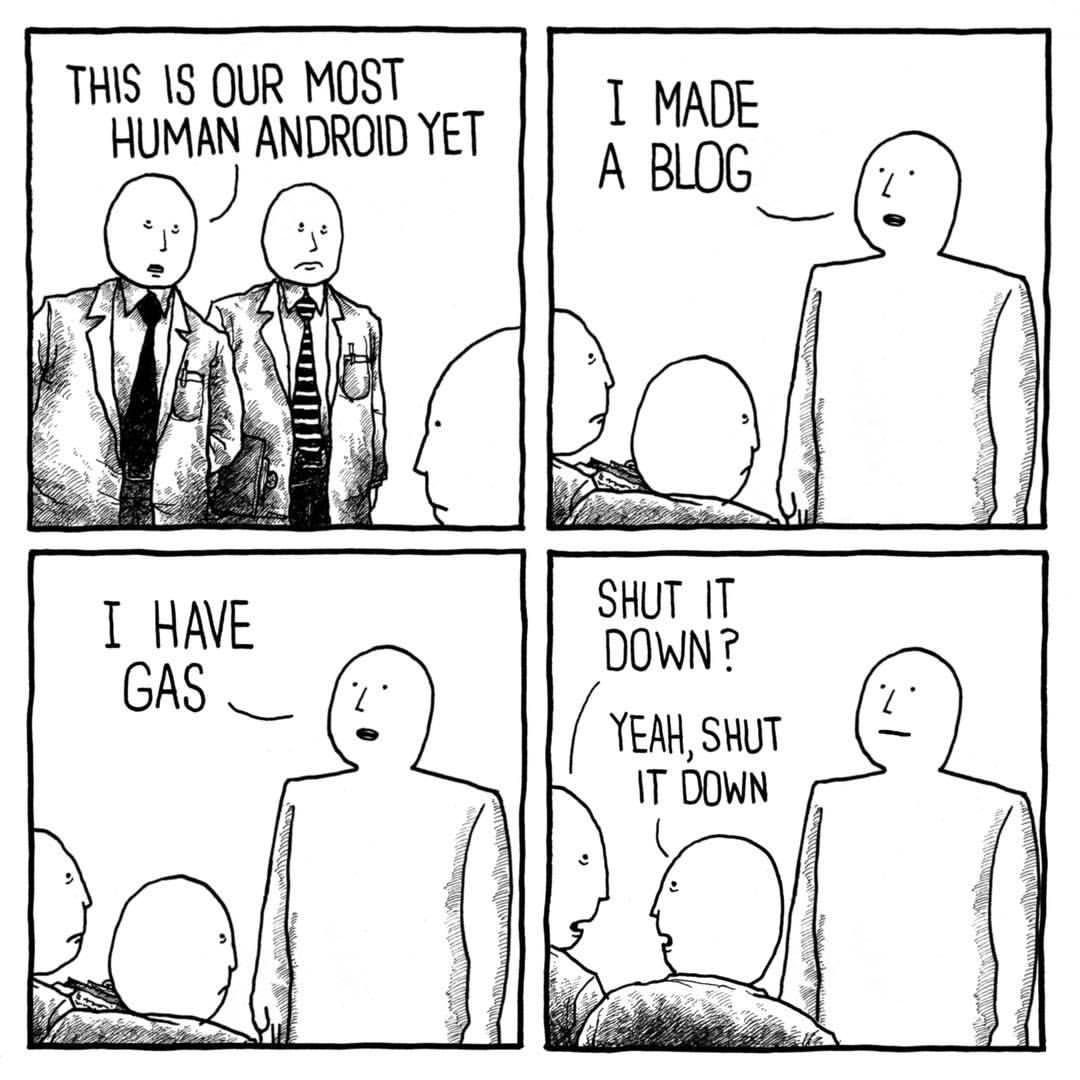 THIS IS OUR MOST
HUMAN ANDROID YET
I MADE
A BLOG
I HAVE
GAS
SHUT IT
DOWN?
YEAH, SHUT
IT DOWN